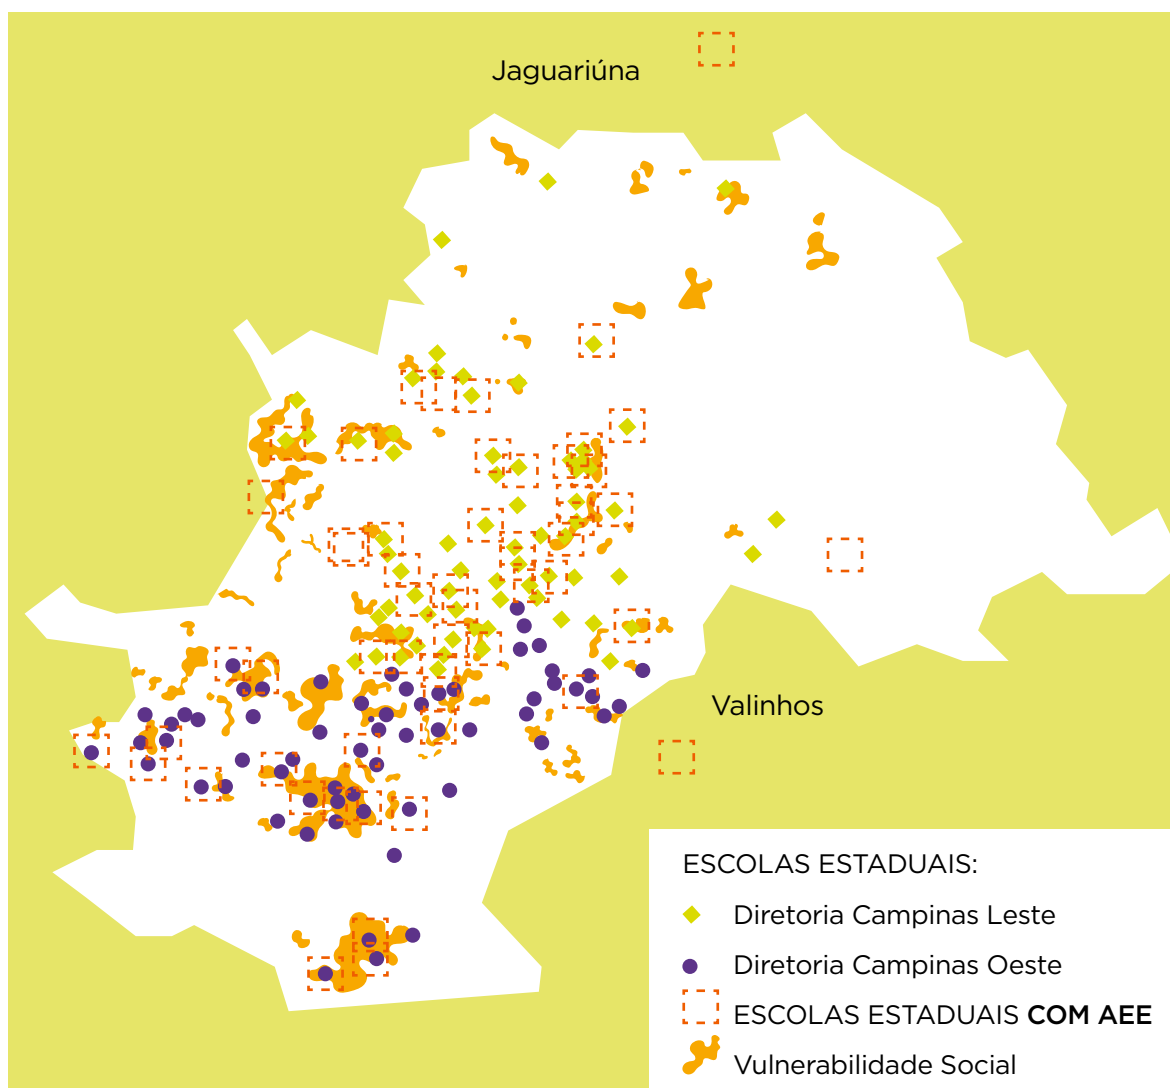 Jaguariúna
Valinhos
ESCOLAS ESTADUAIS:
Diretoria Campinas Leste
Diretoria Campinas Oeste
ESCOLAS ESTADUAIS COM AEE
Vulnerabilidade Social